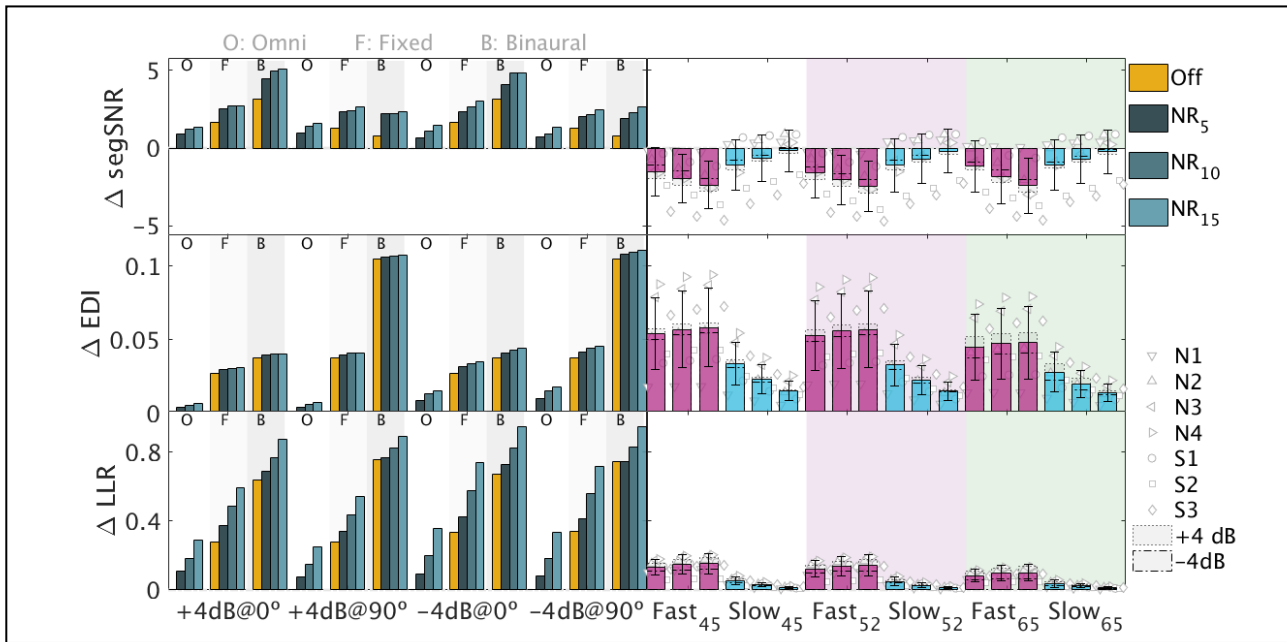 O: Omni F: Fixed B: Binaural
O F B O F B O F B O F B
5
0
-5
Δ segSNR
O F B O F B O F B O F B
0.1
0.05
0
Δ EDI
O F B O F B O F B O F B
0.8
0.4
0
Δ LLR
+4dB@0° +4dB@90° -4dB@0° -4dB@90° Fast45 Slow45 Fast52 Slow52 Fast65 Slow65
Off
NR5
NR10
NR15
N1
N2
N3
N4
S1
S2
S3
+4 dB
-4dB